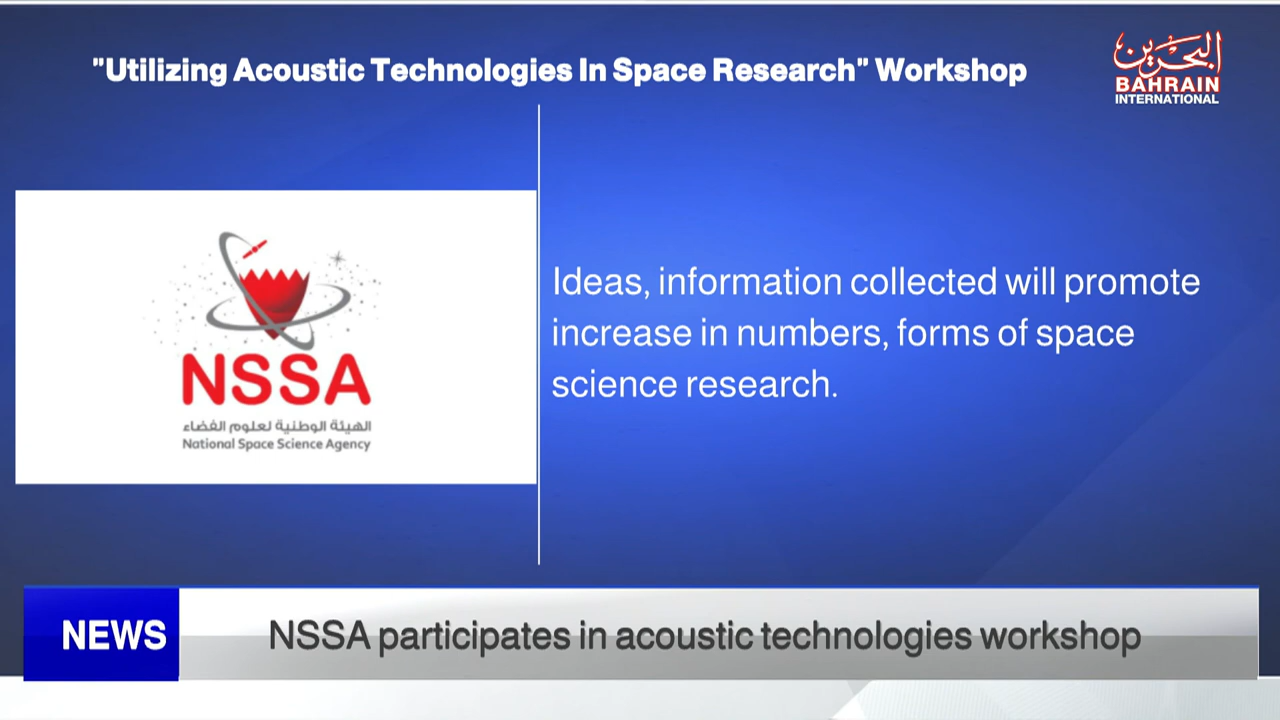 "Utilizing Acoustic Technologies In Space Research" Workshop
البحرين
BAHRAIN
INTERNATIONAL
NSSA
الهيئة الوطنية لعلوم الفضاء
National Space Science Agency
Ideas, information collected will promote
increase in numbers, forms of space
science research.
NEWS
NSSA participates in acoustic technologies workshop